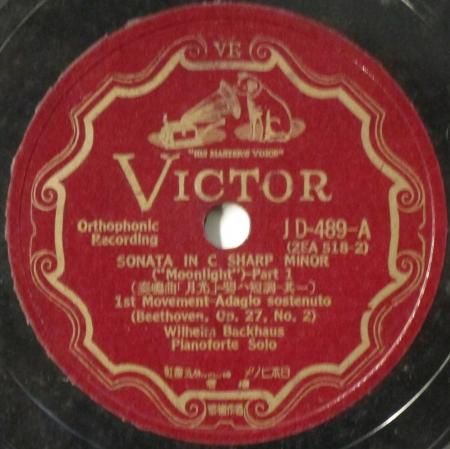 VE
"HIS MASTER'S VOICE"
VICTOR
Orthophonic
Recording
JD-489-A
(2EA 518-2)
SONATA IN C SHARP MINOR
("Moonlight")-Part 1
1st Movement-Adagio sostenuto
(Beethoven, Op. 27, No. 2)
Wilhelm Backhaus
Pianoforte Solo